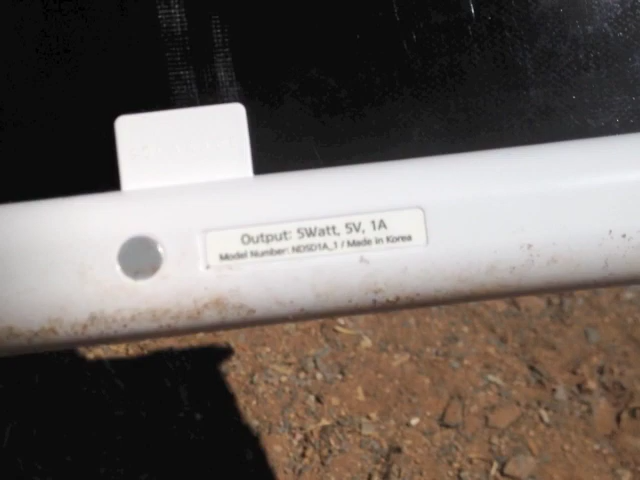 Output: 5Watt, 5V, 1A
Model Number: NDSD1A_1 / Made in Korea